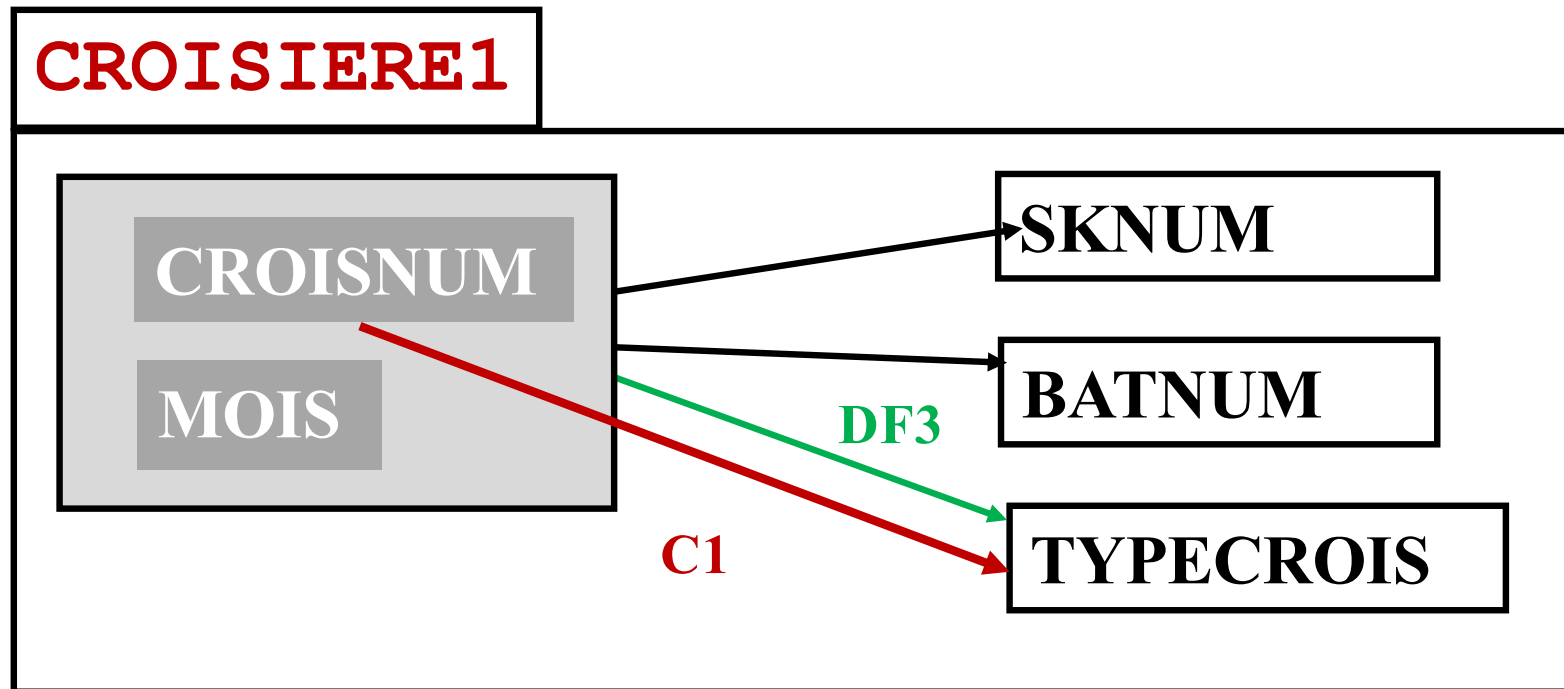 CROISIERE1
CROISNUM
MOIS
SKNUM
BATNUM
TYPECROIS
DF3
C1